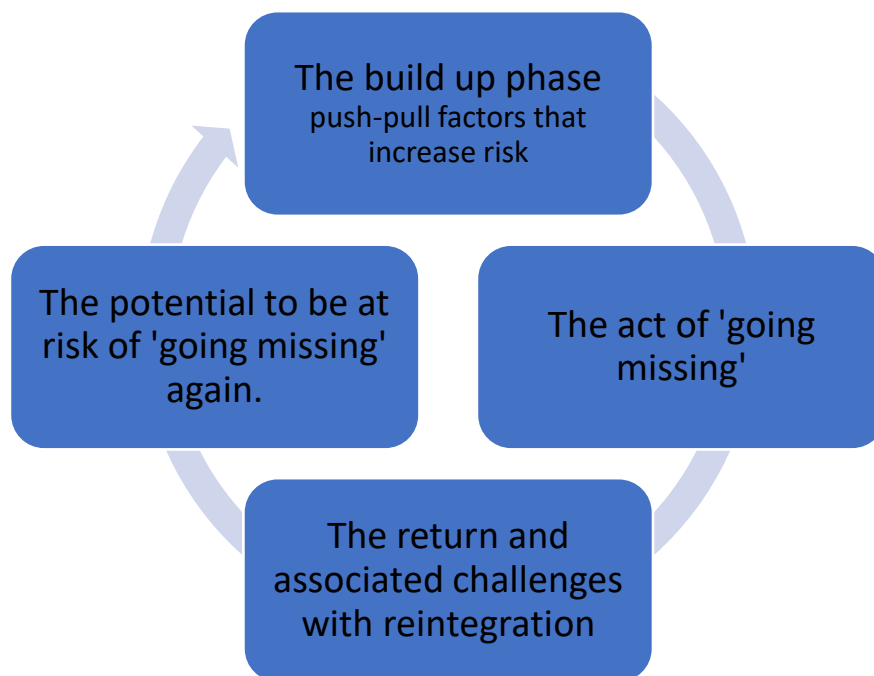 The build up phase
push-pull factors that
increase risk
The act of 'going
missing'
The return and
associated challenges
with reintegration
The potential to be at
risk of 'going missing'
again.